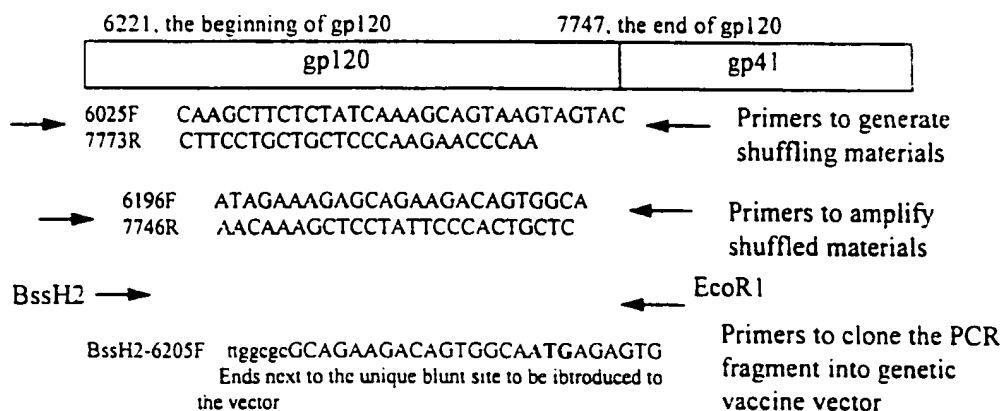 6221, the beginning of gp120 7747, the end of gp120
gp120 gp41
6025F CAAGCTTCTCTATCAAAGCAGTAAGTAGTAC
7773R CTTCCTGCTGCTCCCAAGAACCCAA
Primers to generate
shuffling materials
6196F ATAGAAAGAGCAGAAGACAGTGGCA
7746R AACAAAGCTCCTATTCCCACTGCTC
Primers to amplify
shuffled materials
BssH2 EcoR1
BssH2-6205F nggcgcGCAGAAGACAGTGGCAATGAGAGTG
Ends next to the unique blunt site to be ibtroduced to
the vector
Primers to clone the PCR
fragment into genetic
vaccine vector